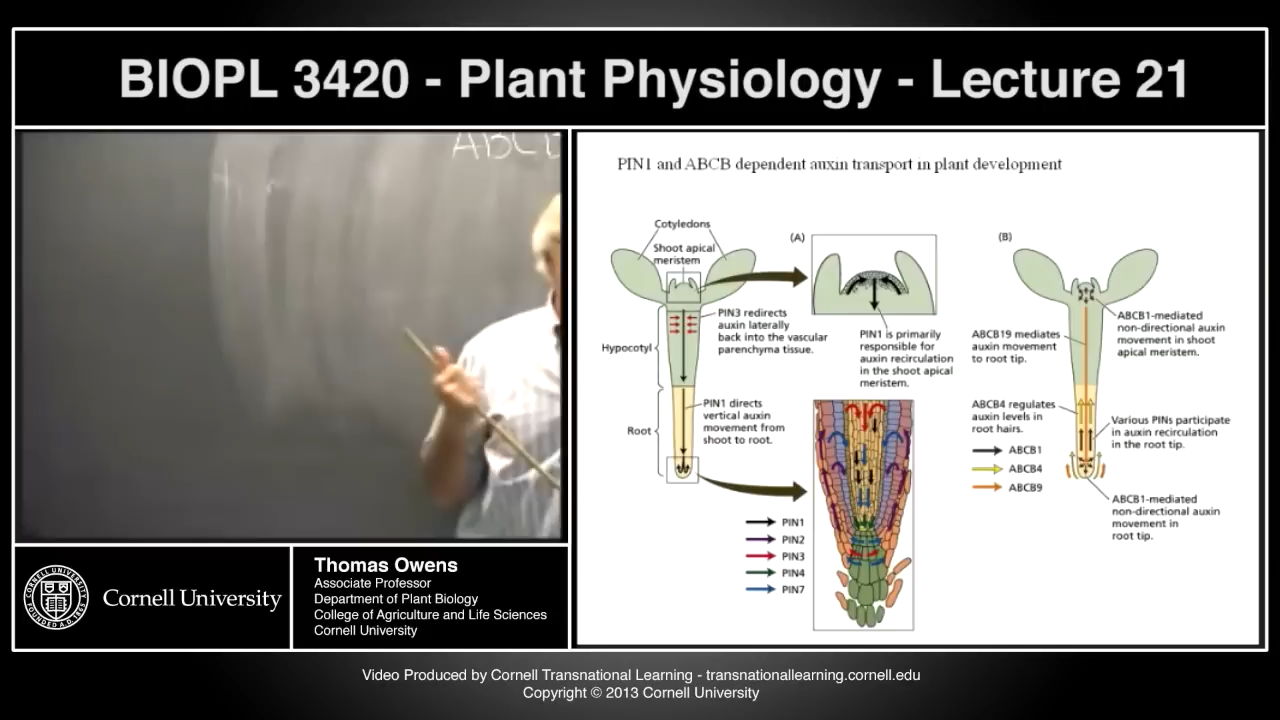 BIOPL 3420 - Plant Physiology - Lecture 21
ABC
PIN1 and ABCB dependent auxin transport in plant development
Cotyledons
Shoot apical
meristem
(A)
PIN3 redirects
auxin laterally
back into the vascular
parenchyma tissue.
Hypocotyl
PIN1 is primarily
responsible for
auxin recirculation
in the shoot apical
meristem.
PIN1 directs
vertical auxin
movement from
shoot to root.
Root
PIN1
PIN2
PIN3
PIN4
PIN7
(B)
ABCB1-mediated
non-directional auxin
movement in shoot
apical meristem.
ABCB19 mediates
auxin movement
to root tip.
ABCB4 regulates
auxin levels in
root hairs.
Various PINs participate
in auxin recirculation
in the root tip.
ABCB1
ABCB4
ABCB9
ABCB1-mediated
non-directional auxin
movement in
root tip.
Cornell University
Thomas Owens
Associate Professor
Department of Plant Biology
College of Agriculture and Life Sciences
Cornell University
Video Produced by Cornell Transnational Learning - transnationallearning.cornell.edu
Copyright © 2013 Cornell University